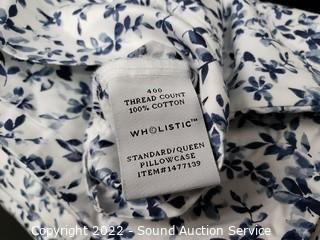 400
THREAD COUNT
100% COTTON
WHOLISTIC™
STANDARD/QUEEN
PILLOWCASE
ITEM#1477139
Copyright 2022 - Sound Auction Service